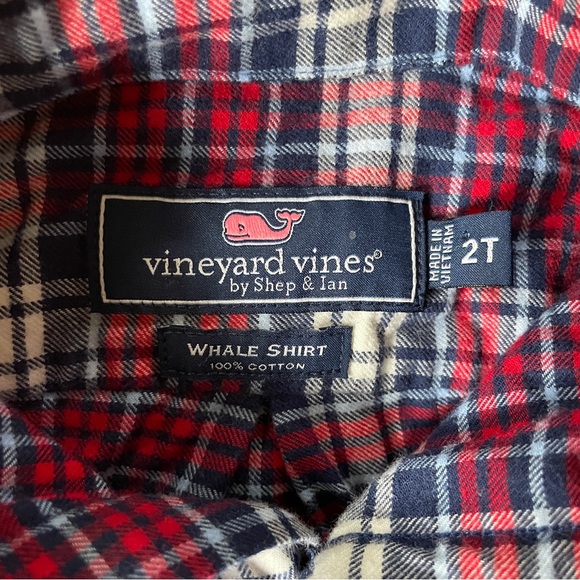 vineyard vines®
by Shep & Ian
MADE IN
VIETNAM
2T
WHALE SHIRT
100% COTTON